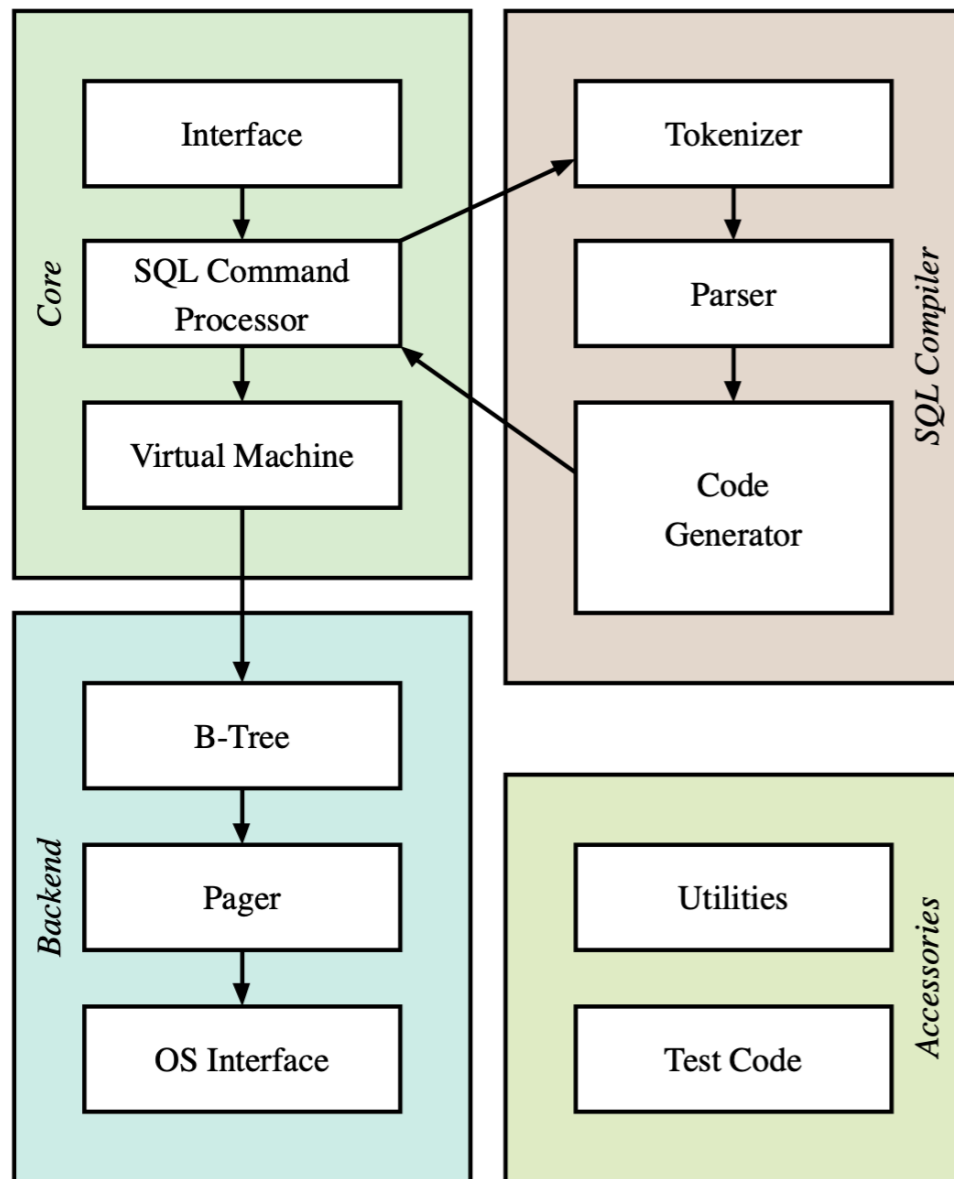 Core
Interface
SQL Command
Processor
Virtual Machine
SQL Compiler
Tokenizer
Parser
Code
Generator
Backend
B-Tree
Pager
OS Interface
Accessories
Utilities
Test Code